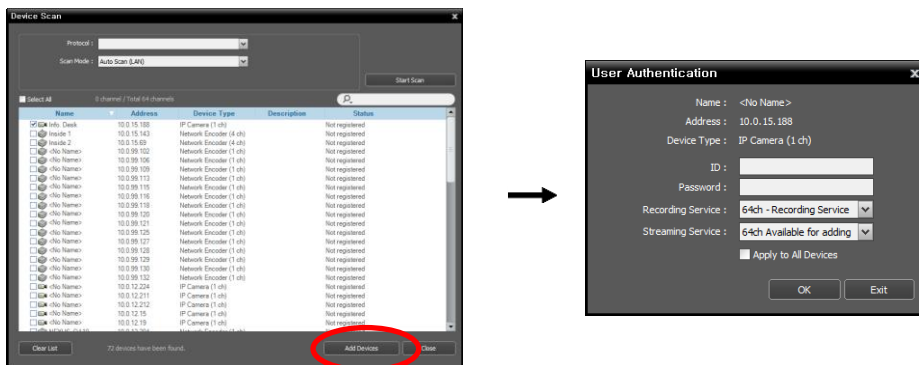 Device Scan x
Protocol :
Scan Mode : Auto Scan (LAN)
Start Scan
Select All 0 channel / Total 64 channels
Name Address Device Type Description Status
Info. Desk 10.0.15.188 IP Camera (1 ch) Not registered
Inside 1 10.0.15.143 Network Encoder (4 ch) Not registered
Inside 2 10.0.15.69 Network Encoder (4 ch) Not registered
<No Name> 10.0.99.102 Network Encoder (1 ch) Not registered
<No Name> 10.0.99.106 Network Encoder (1 ch) Not registered
<No Name> 10.0.99.109 Network Encoder (1 ch) Not registered
<No Name> 10.0.99.113 Network Encoder (1 ch) Not registered
<No Name> 10.0.99.115 Network Encoder (1 ch) Not registered
<No Name> 10.0.99.116 Network Encoder (1 ch) Not registered
<No Name> 10.0.99.118 Network Encoder (1 ch) Not registered
<No Name> 10.0.99.120 Network Encoder (1 ch) Not registered
<No Name> 10.0.99.121 Network Encoder (1 ch) Not registered
<No Name> 10.0.99.125 Network Encoder (1 ch) Not registered
<No Name> 10.0.99.127 Network Encoder (1 ch) Not registered
<No Name> 10.0.99.128 Network Encoder (1 ch) Not registered
<No Name> 10.0.99.129 Network Encoder (1 ch) Not registered
<No Name> 10.0.99.130 Network Encoder (1 ch) Not registered
<No Name> 10.0.99.132 Network Encoder (1 ch) Not registered
<No Name> 10.0.12.224 IP Camera (1 ch) Not registered
<No Name> 10.0.12.211 IP Camera (1 ch) Not registered
<No Name> 10.0.12.212 IP Camera (1 ch) Not registered
<No Name> 10.0.12.15 IP Camera (1 ch) Not registered
<No Name> 10.0.12.19 IP Camera (1 ch) Not registered
Clear List 72 devices have been found. Add Devices Close
User Authentication x
Name : <No Name>
Address : 10.0.15.188
Device Type : IP Camera (1 ch)
ID :
Password :
Recording Service : 64ch - Recording Service
Streaming Service : 64ch Available for adding
Apply to All Devices
OK Exit